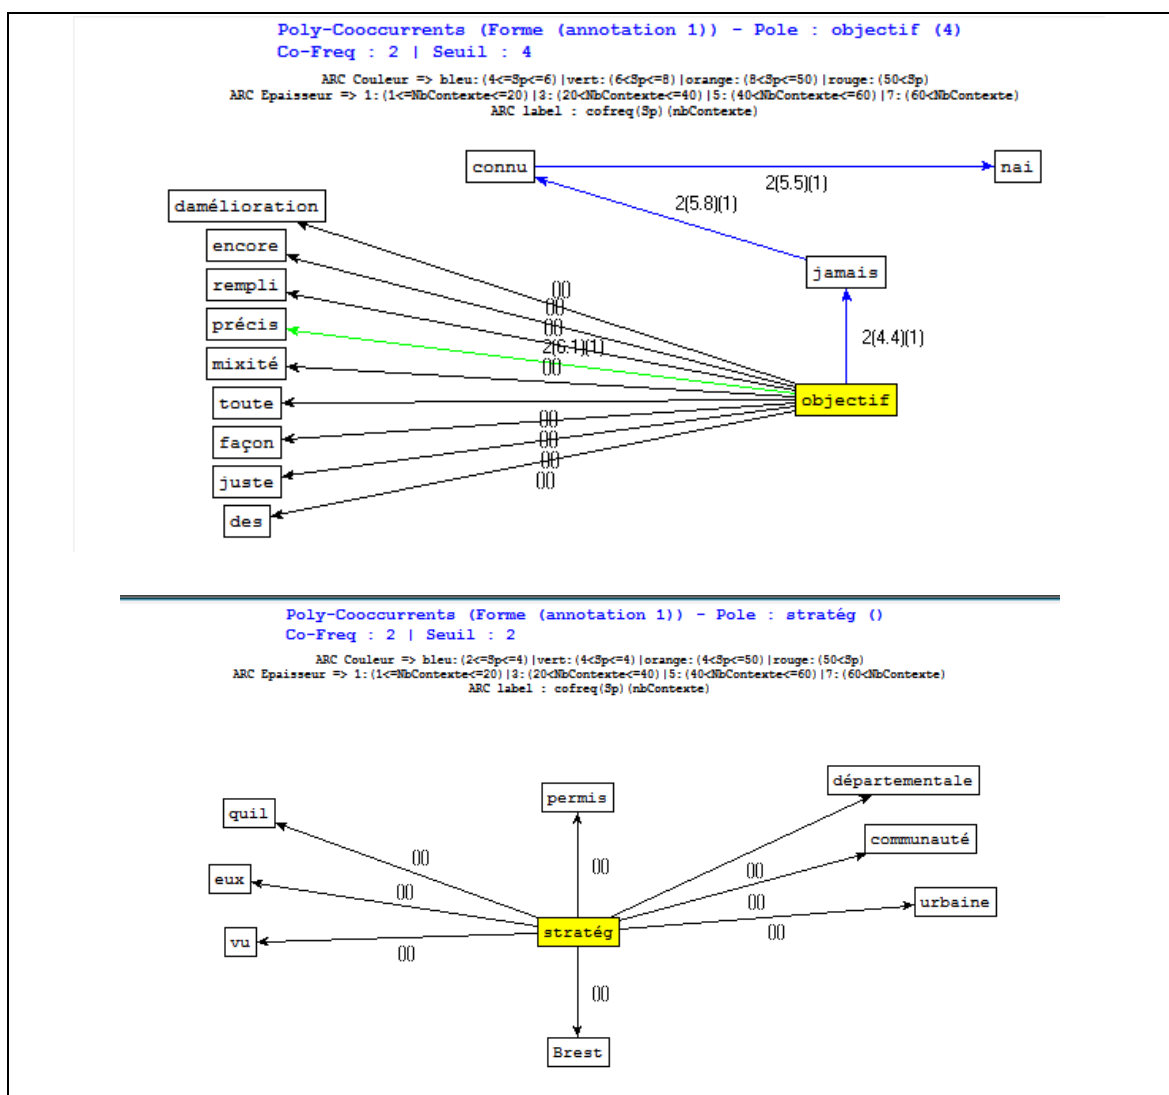 Poly-Cooccurrents (Forme (annotation 1)) - Pole : objectif (4)
Co-Freq : 2 | Seuil : 4
ARC Couleur => bleu:(4<=Sp<=6)|vert:(6<Sp<=8)|orange:(8<Sp<=50)|rouge:(50<Sp)
ARC Epaisseur => 1:(1<=NbContexte<=20)|3:(20<NbContexte<=40)|5:(40<NbContexte<=60)|7:(60<NbContexte)
ARC label : cofreq(Sp)(nbContexte)
connu
nai
2(5.5)(1)
2(5.8)(1)
damélioration
encore
jamais
rempli
()()
()()
précis
()()
2(4.4)(1)
2(6.1)(1)
mixité
()()
toute
objectif
façon
()()
()()
juste
()()
()()
des
Poly-Cooccurrents (Forme (annotation 1)) - Pole : stratég ()
Co-Freq : 2 | Seuil : 2
ARC Couleur => bleu:(2<=Sp<=4)|vert:(4<Sp<=4)|orange:(4<Sp<=50)|rouge:(50<Sp)
ARC Epaisseur => 1:(1<=NbContexte<=20)|3:(20<NbContexte<=40)|5:(40<NbContexte<=60)|7:(60<NbContexte)
ARC label : cofreq(Sp)(nbContexte)
départementale
permis
quil
communauté
()()
()()
()()
eux
()()
urbaine
()()
stratég
()()
vu
()()
()()
Brest